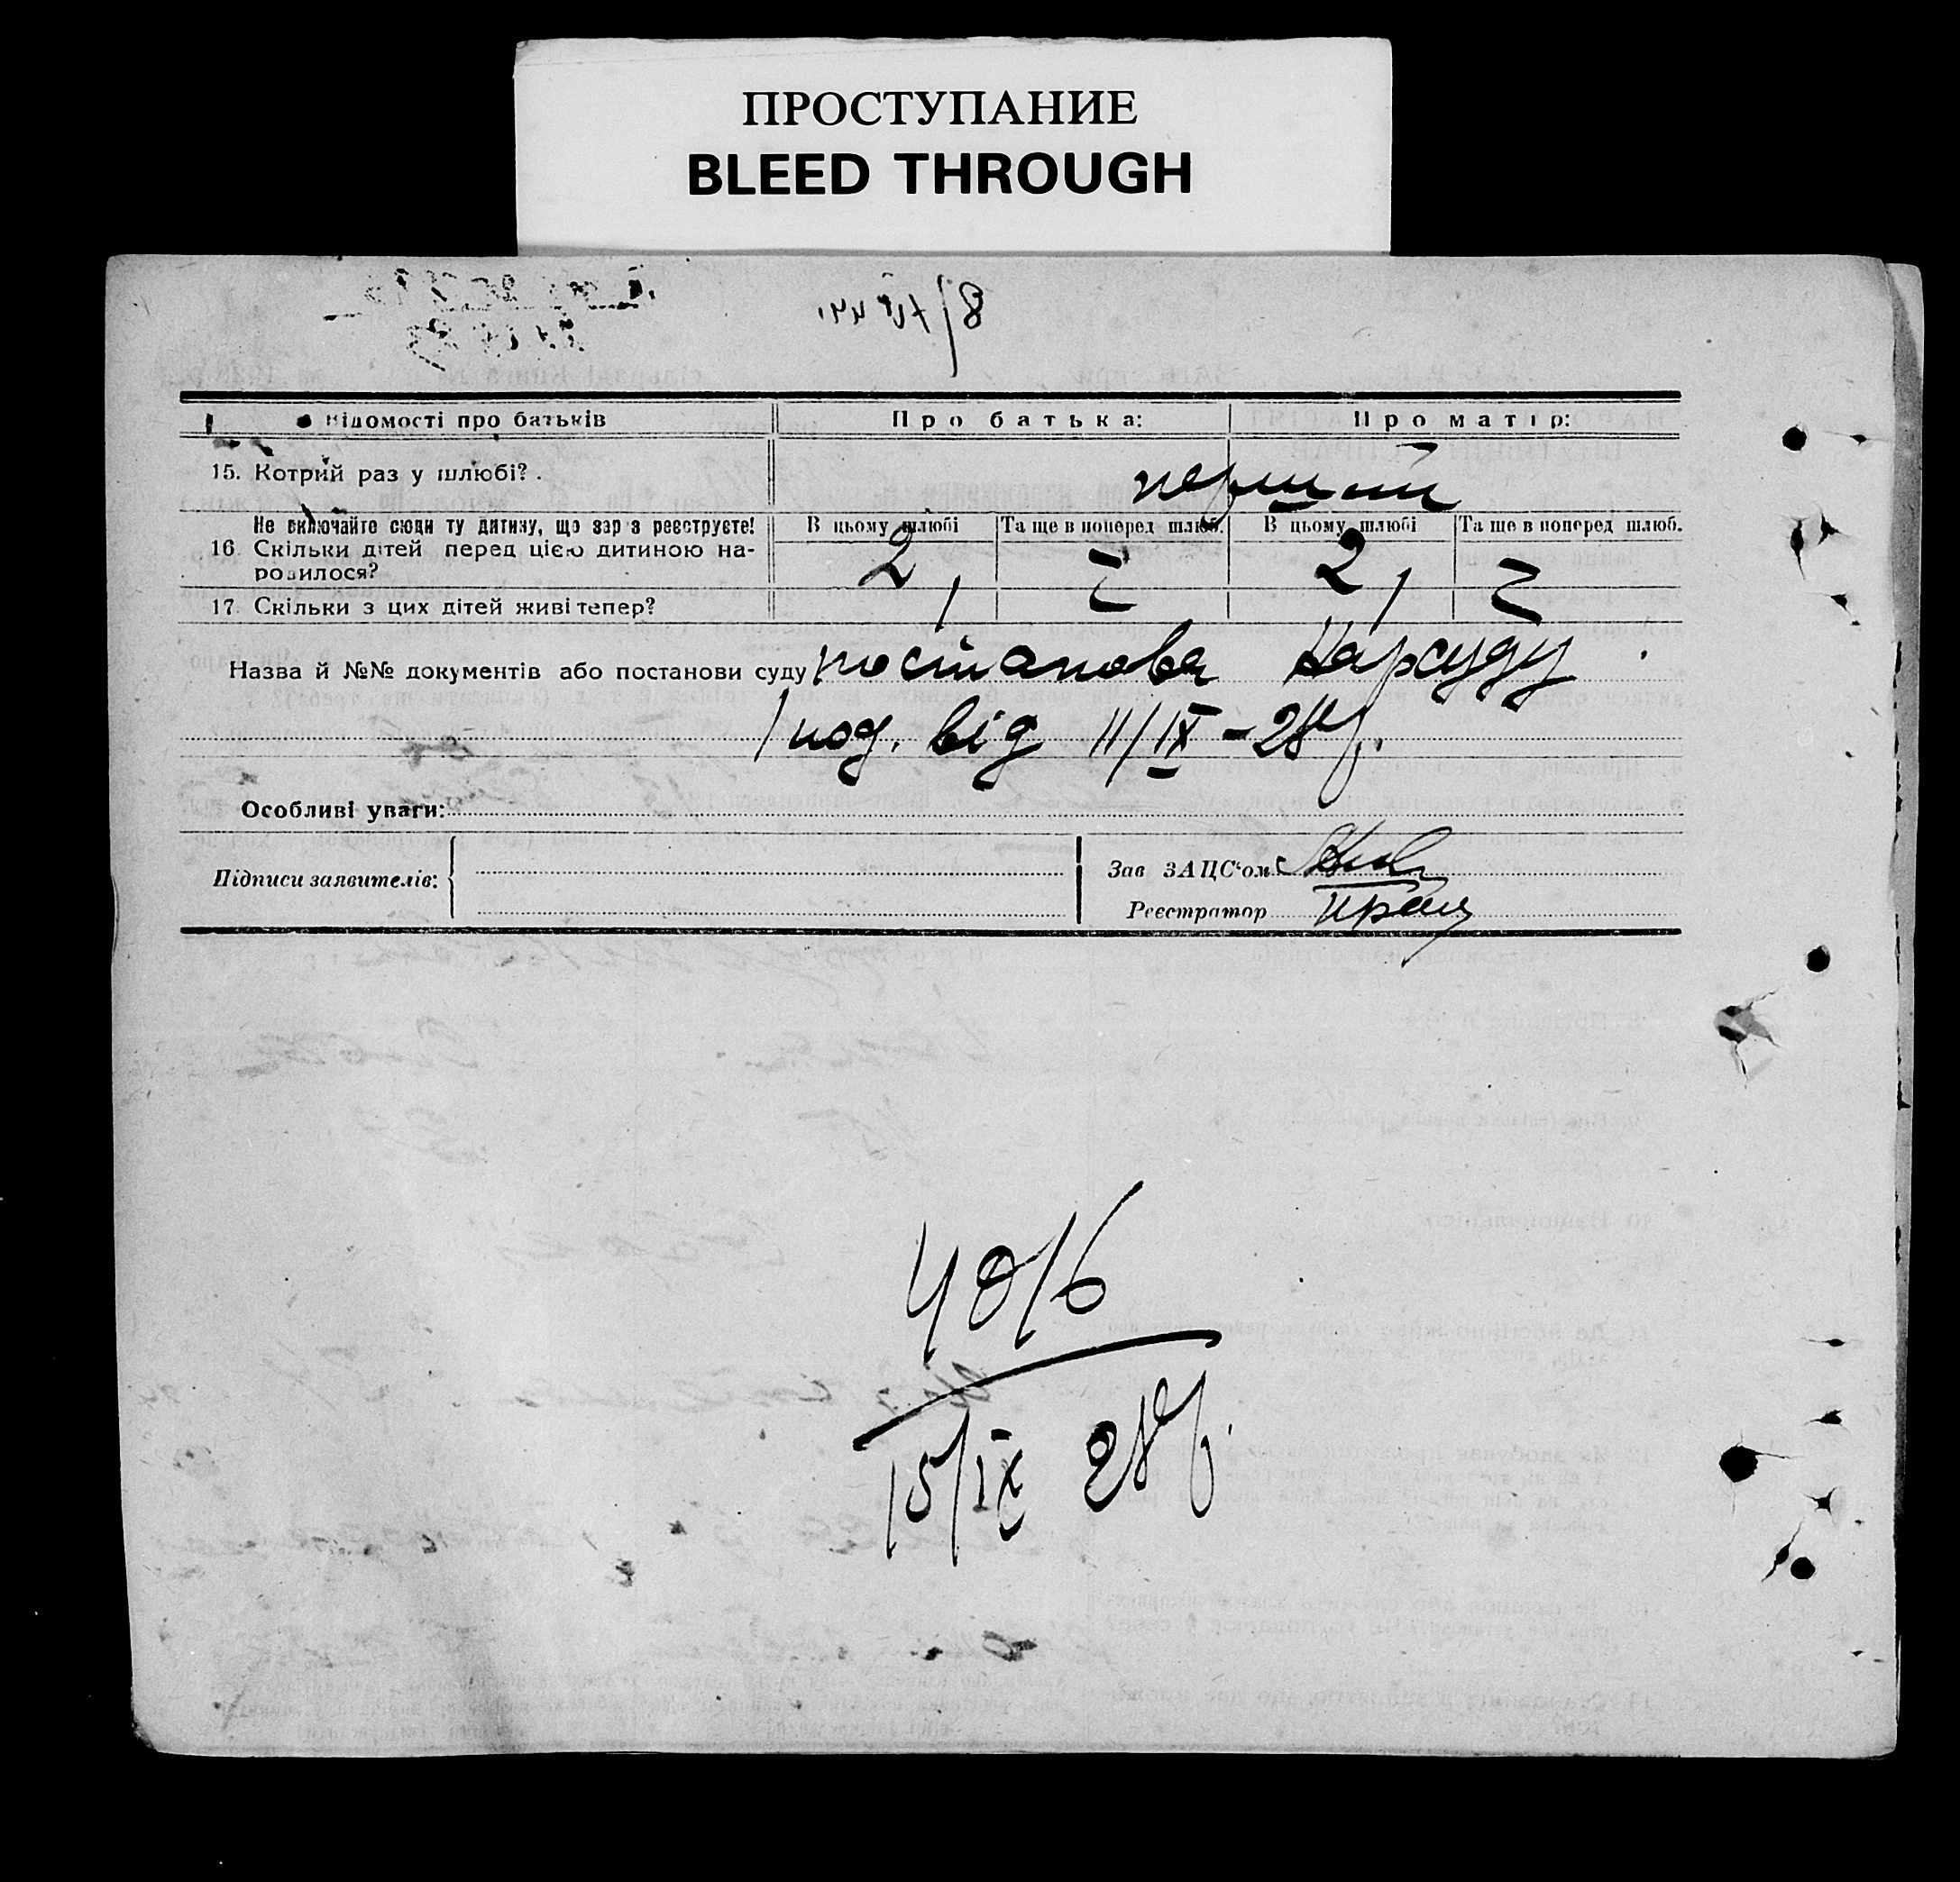 ПРОСТУПАНИЕ
BLEED THROUGH
Відомості про батьків Про батька: Про матір:
15. Котрий раз у шлюбі? . перший
Не включайте сюди ту дитину, що зараз реєструєте! В цьому шлюбі Та ще в поперед шлюб. В цьому шлюбі Та ще в поперед шлюб.
16 Скільки дітей перед цією дитиною на-
родилося? 2 2
17. Скільки з цих дітей живі тепер?
Назва й №№ документів або постанови суду постанова Нарсуду
від 11/IX - 28 р.
Особливі уваги:
Підписи заявителів: Зав ЗАЦС‘ом
Реєстратор
4016
15/IX 28 р.